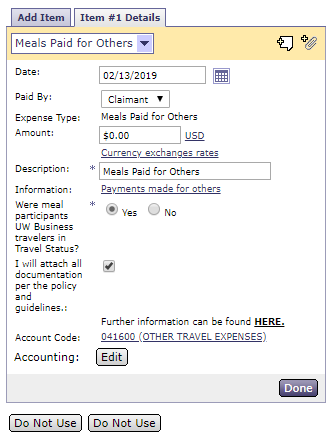 Add Item Item #1 Details
Meals Paid for Others
Date: 02/13/2019
Paid By: Claimant
Expense Type: Meals Paid for Others
Amount: $0.00 USD
Currency exchanges rates
Description: * Meals Paid for Others
Information: Payments made for others
Were meal * Yes No
participants
UW Business
travelers in
Travel Status?
I will attach all
documentation
per the policy
and
guidelines.:
Further information can be found HERE.
Account Code: 041600 (OTHER TRAVEL EXPENSES)
Accounting: Edit
Done
Do Not Use Do Not Use